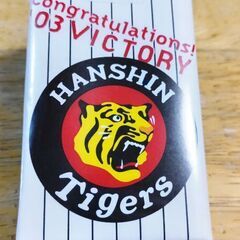 Congratulations!
'03 VICTORY
HANSHIN
Tigers